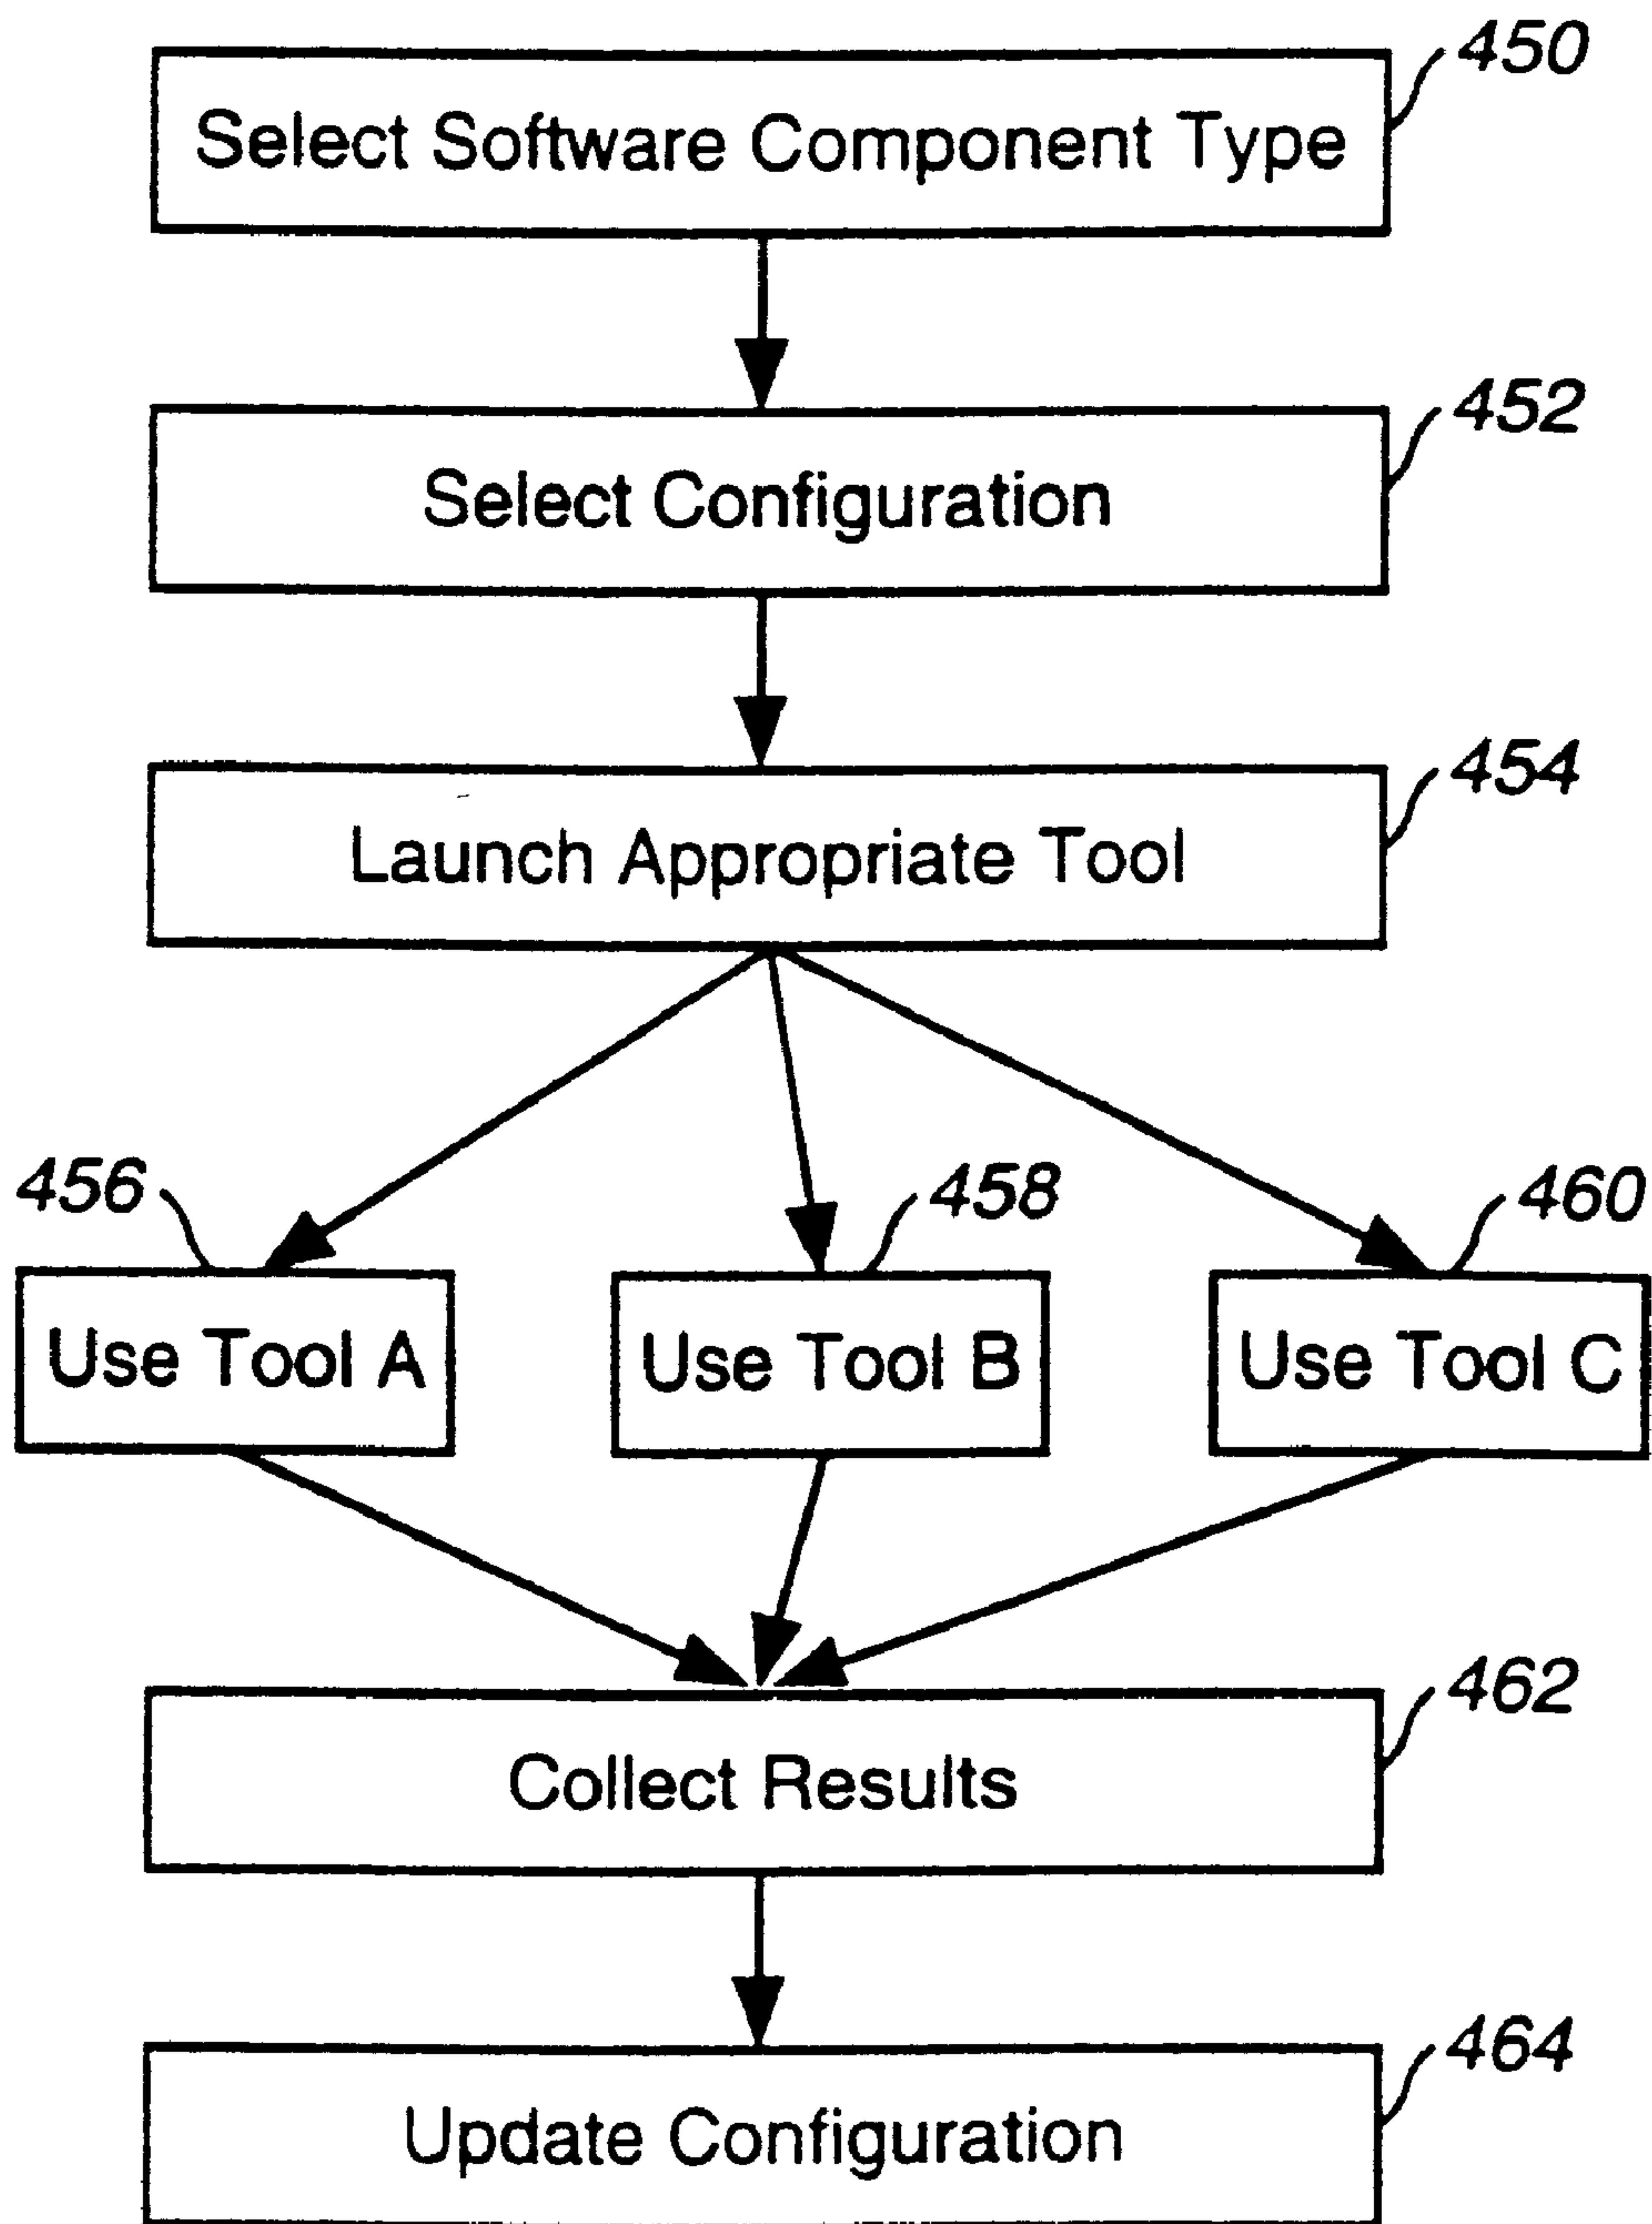 450
Select Software Component Type
452
Select Configuration
454
Launch Appropriate Tool
456
458
460
Use Tool A
Use Tool B
Use Tool C
462
Collect Results
464
Update Configuration